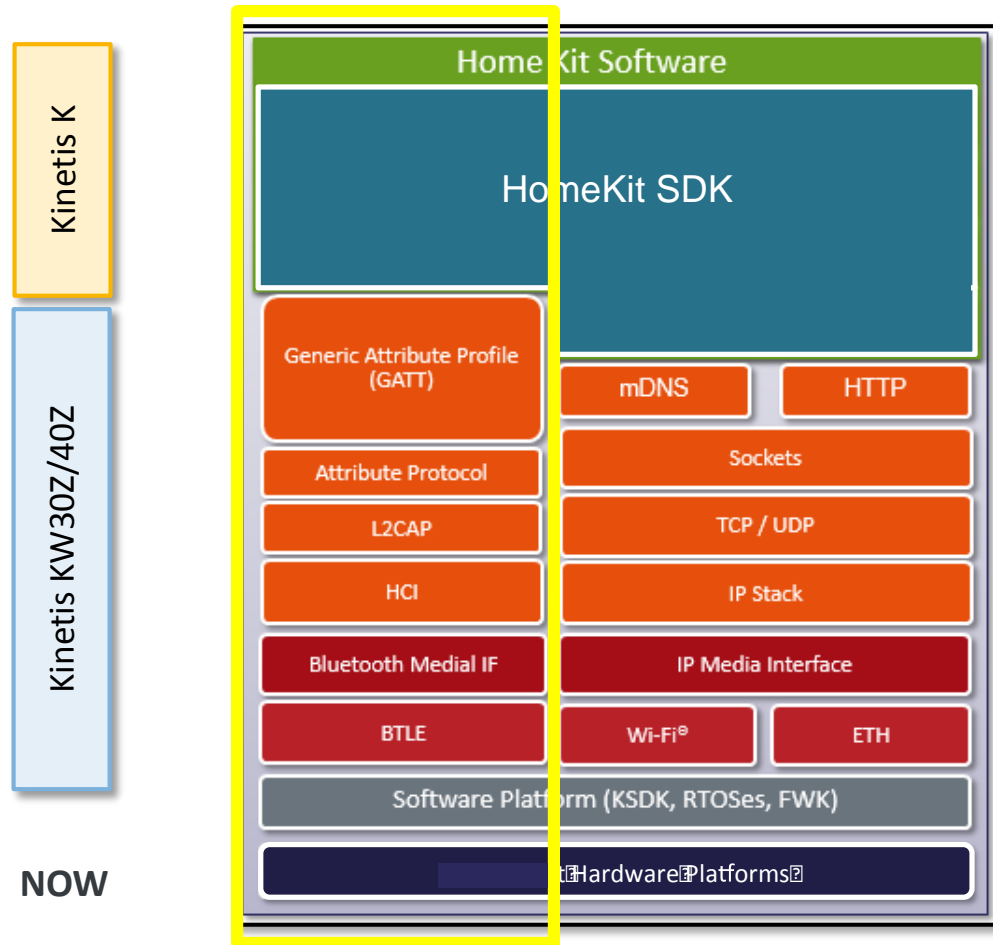 Kinetis K
Kinetis KW30Z/40Z
NOW
Home Kit Software
HomeKit SDK
Generic Attribute Profile
(GATT)
Attribute Protocol
L2CAP
HCI
Bluetooth Medial IF
BTLE
mDNS
HTTP
Sockets
TCP / UDP
IP Stack
IP Media Interface
Wi-Fi®
ETH
Software Platform (KSDK, RTOSes, FWK)
Hardware Platforms